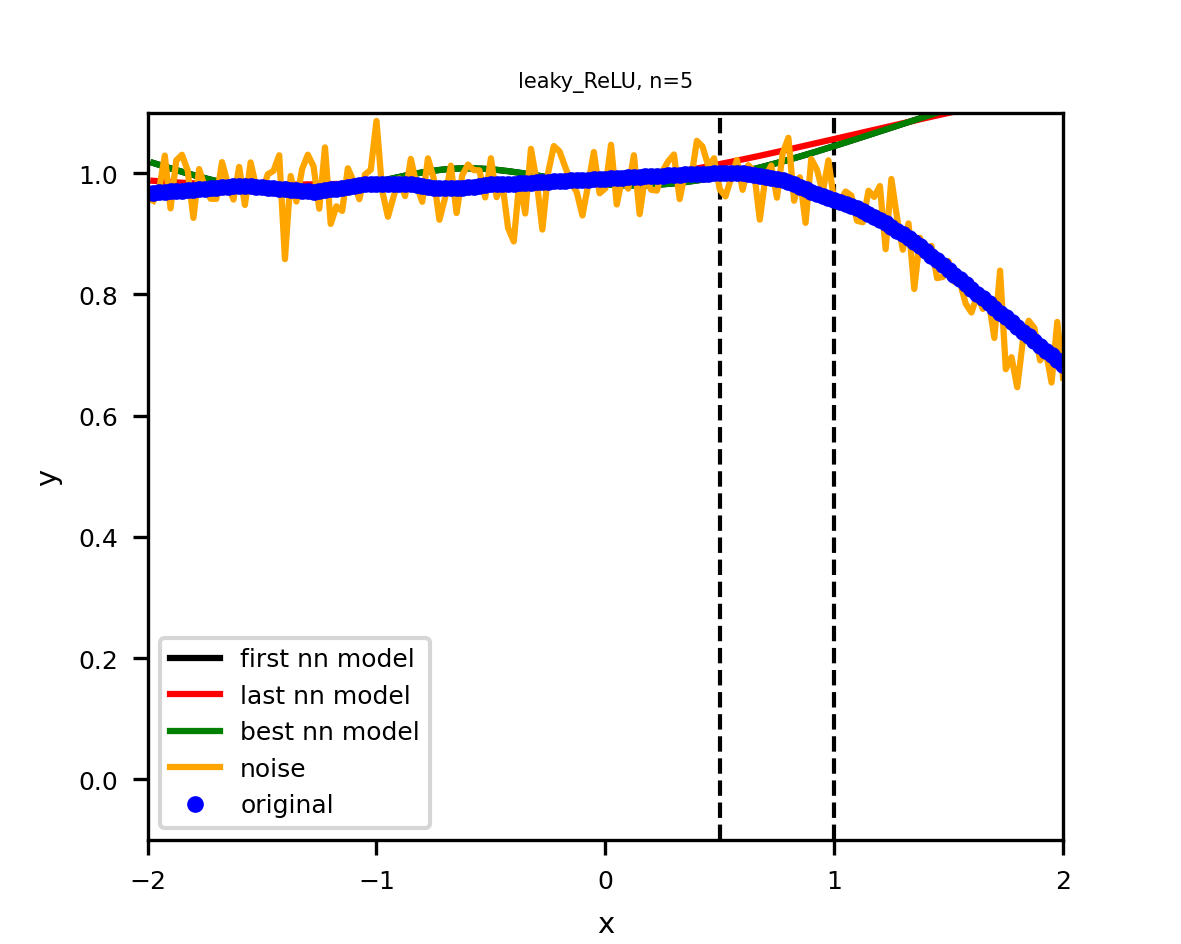 leaky_ReLU, n=5
1.0
0.8
0.6
0.4
0.2
0.0
y
first nn model
last nn model
best nn model
noise
original
−2 −1 0 1 2
x